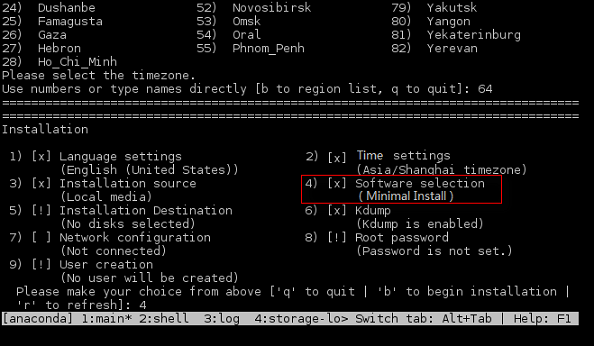 24) Dushanbe 52) Novosibirsk 79) Yakutsk
25) Famagusta 53) Omsk 80) Yangon
26) Gaza 54) Oral 81) Yekaterinburg
27) Hebron 55) Phnom_Penh 82) Yerevan
28) Ho_Chi_Minh
Please select the timezone.
Use numbers or type names directly [b to region list, q to quit]: 64
================================================================================
================================================================================
Installation
1) [x] Language settings 2) [x] Time settings
(English (United States)) (Asia/Shanghai timezone)
3) [x] Installation source 4) [x] Software selection
(Local media) (Minimal Install)
5) [!] Installation Destination 6) [x] Kdump
(No disks selected) (Kdump is enabled)
7) [ ] Network configuration 8) [!] Root password
(Not connected) (Password is not set.)
9) [!] User creation
(No user will be created)
Please make your choice from above ['q' to quit | 'b' to begin installation |
'r' to refresh]: 4
[anaconda] 1:main* 2:shell 3:log 4:storage-lo> Switch tab: Alt+Tab | Help: F1